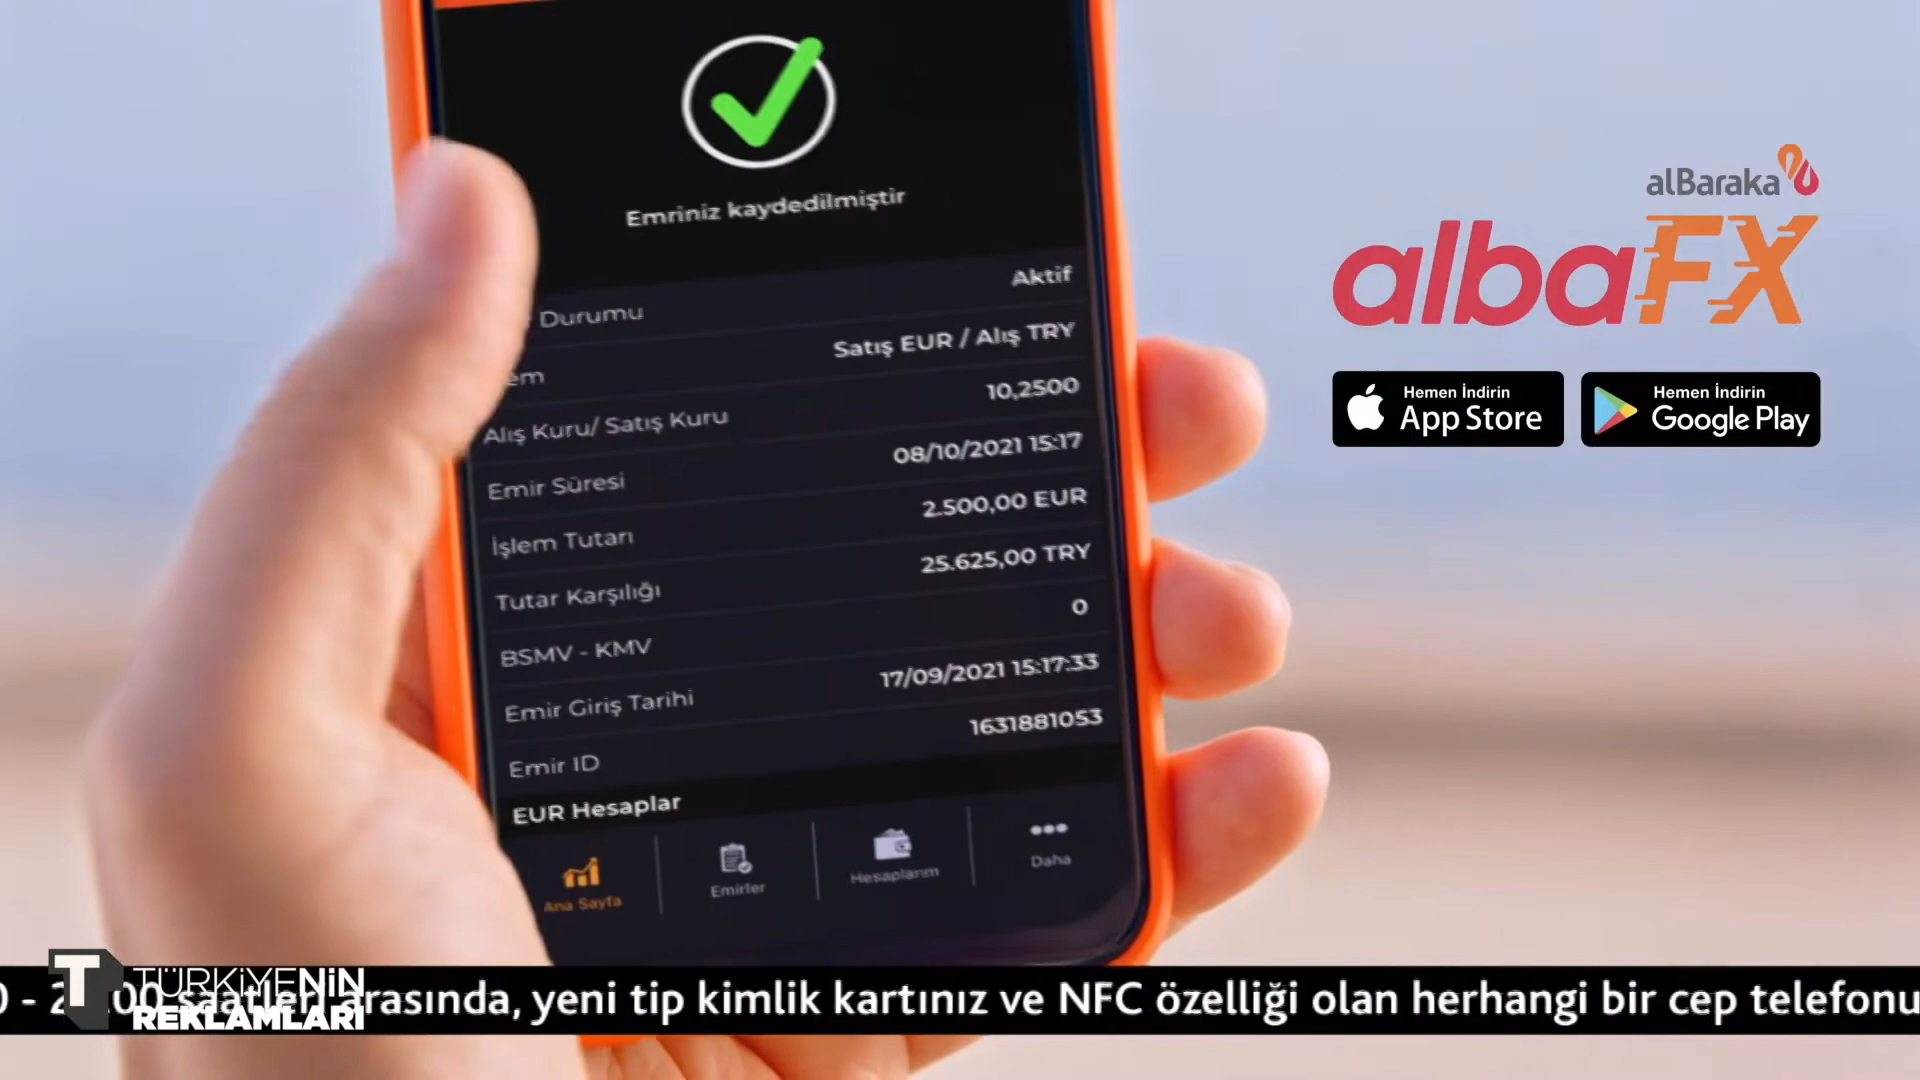 Emriniz kaydedilmiştir
Durumu Aktif
Satış EUR / Alış TRY
Alış Kuru/ Satış Kuru 10,2500
Emir Süresi 08/10/2021 15:17
İşlem Tutarı 2.500,00 EUR
Tutar Karşılığı 25.625,00 TRY
BSMV - KMV 0
Emir Giriş Tarihi 17/09/2021 15:17:33
Emir ID 1631881053
EUR Hesaplar
Ana Sayfa Emirler Hesaplarım Daha
alBaraka
albaFX
Hemen İndirin Hemen İndirin
App Store Google Play
T TÜRKİYENİN
REKLAMLARI
saatleri arasında, yeni tip kimlik kartınız ve NFC özelliği olan herhangi bir cep telefonu